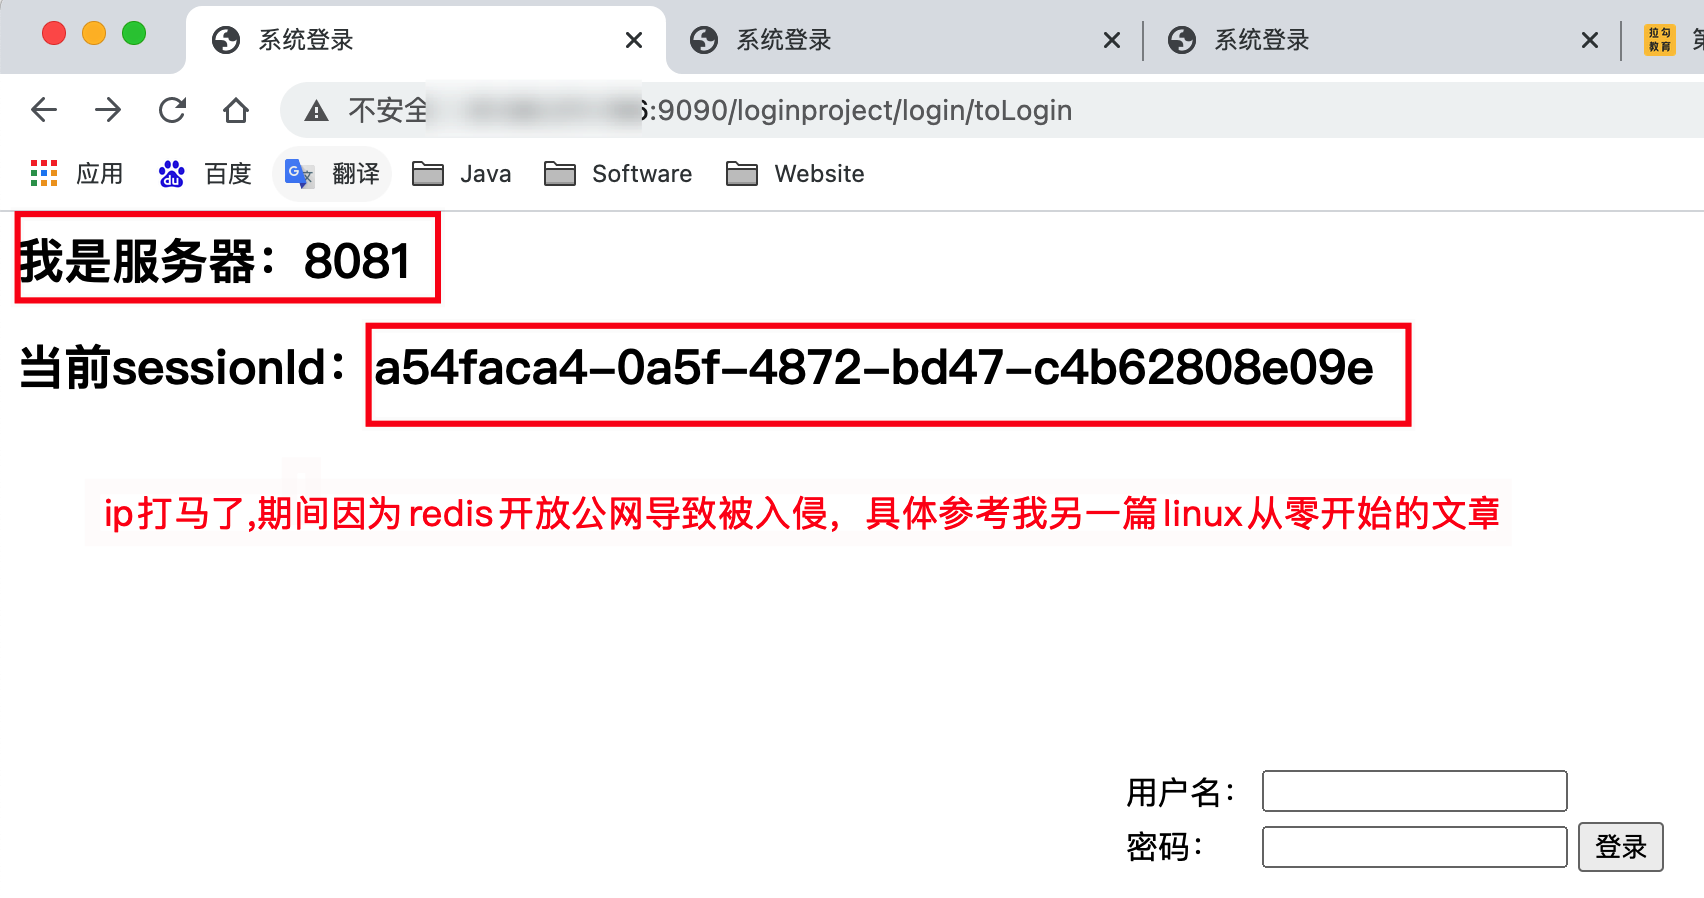 系统登录
系统登录
系统登录
拉勾
教育
不安全
:9090/loginproject/login/toLogin
应用
百度
翻译
Java
Software
Website
我是服务器：8081
当前sessionId：a54faca4-0a5f-4872-bd47-c4b62808e09e
ip打马了,期间因为redis开放公网导致被入侵，具体参考我另一篇linux从零开始的文章
用户名：
密码：
登录